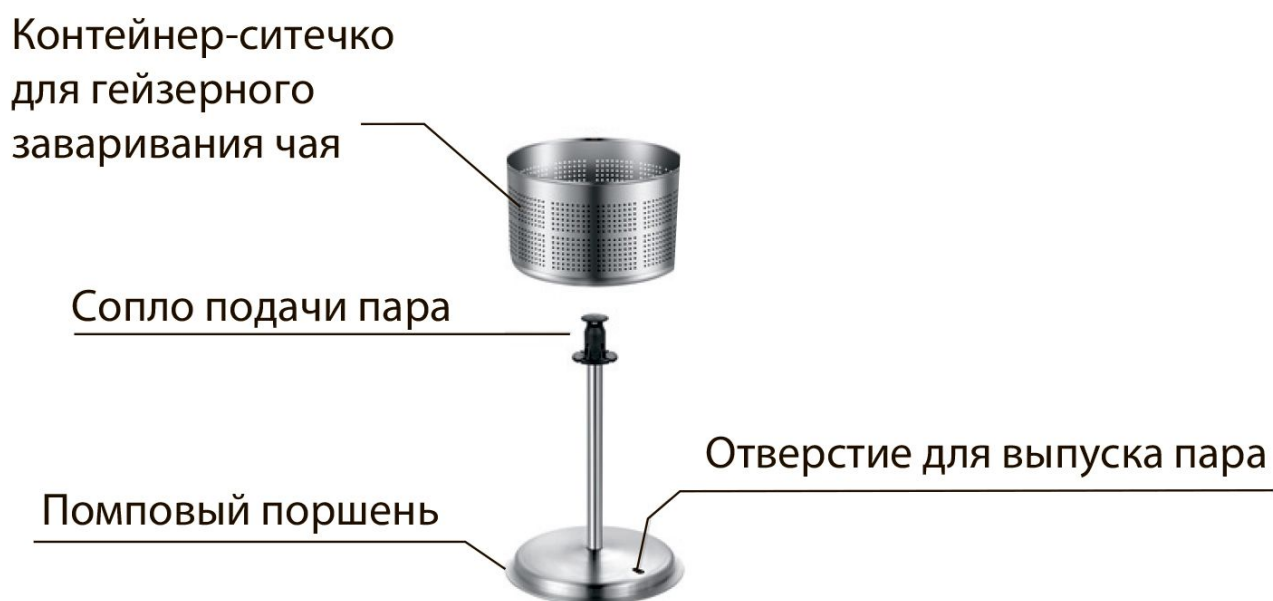 Контейнер-ситечко
для гейзерного
заваривания чая
Сопло подачи пара
Отверстие для выпуска пара
Помповый поршень